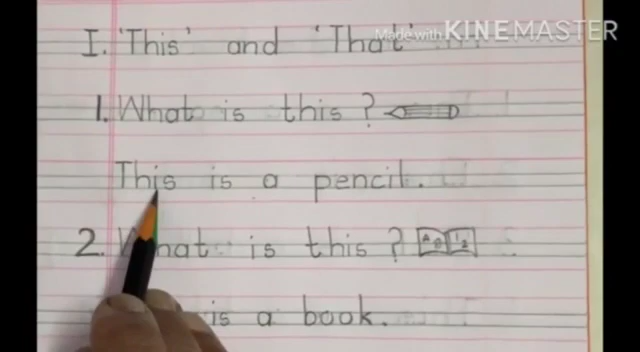 I. 'This' and 'That'
Made with KINEMASTER
1. What is this?
This is a pencil.
2. What is this?
is a book.